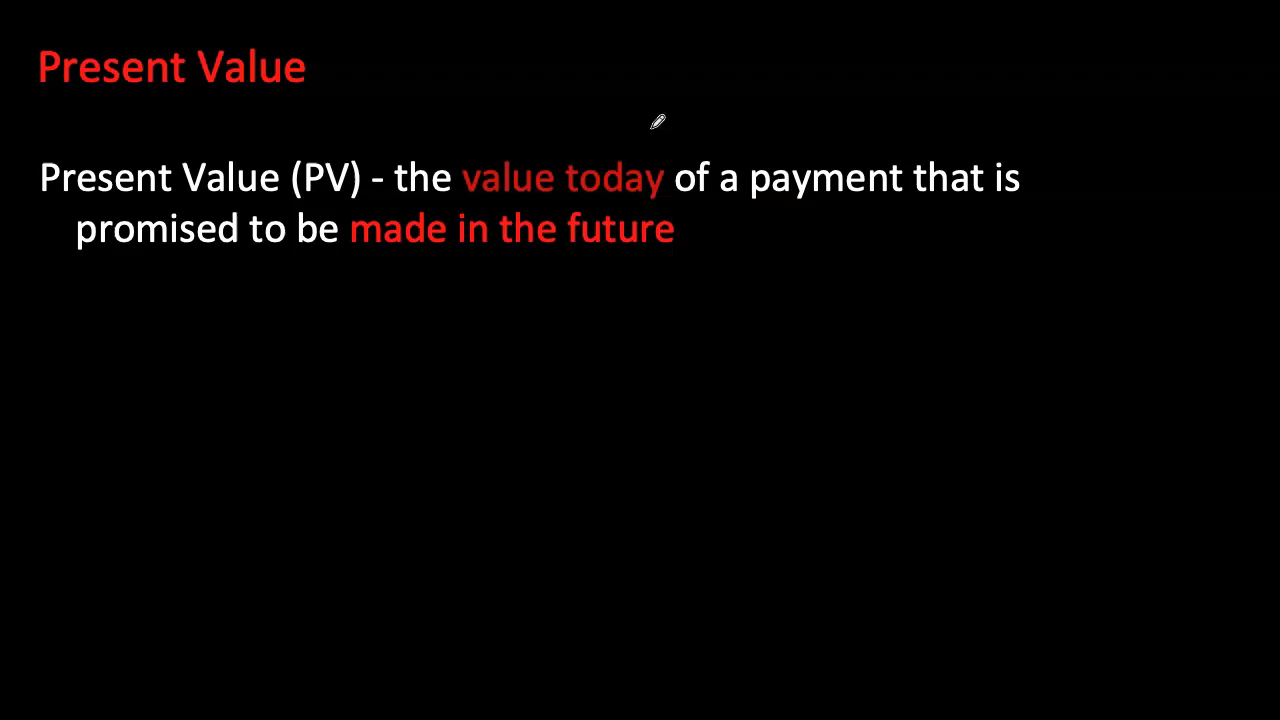 Present Value
Present Value (PV) - the value today of a payment that is
promised to be made in the future